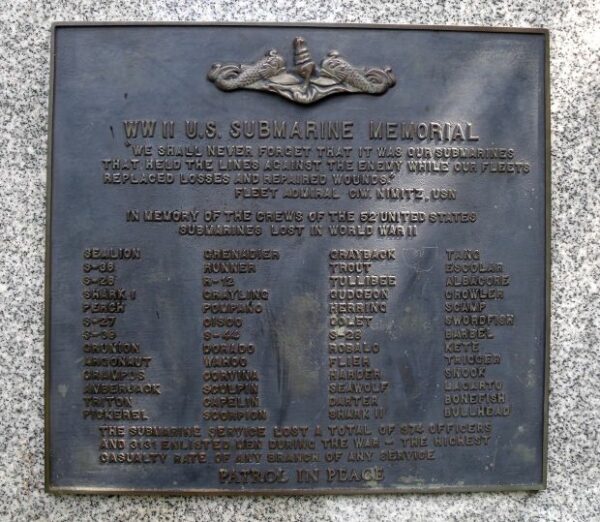 WW II U.S. SUBMARINE MEMORIAL
"WE SHALL NEVER FORGET THAT IT WAS OUR SUBMARINES
THAT HELD THE LINES AGAINST THE ENEMY WHILE OUR FLEETS
REPLACED LOSSES AND REPAIRED WOUNDS"
FLEET ADMIRAL C.W. NIMITZ, USN
IN MEMORY OF THE CREWS OF THE 52 UNITED STATES
SUBMARINES LOST IN WORLD WAR II
SEALION GRENADIER GRAYBACK TANG
S-36 RUNNER TROUT ESCOLAR
S-26 R-12 TULLIBEE ALBACORE
SHARK I GRAYLING GUDGEON GROWLER
PERCH POMPANO HERRING SCAMP
S-27 CISCO GOLET SWORDFISH
S-39 S-44 S-28 BARBEL
GRUNION DORADO ROBALO KETE
ARGONAUT WAHOO FLIER TRIGGER
GRAMPUS CORVINA HARDER SNOOK
AMBERJACK SCULPIN SEAWOLF LAGARTO
TRITON CAPELIN DARTER BONEFISH
PICKEREL SCORPION SHARK II BULLHEAD
THE SUBMARINE SERVICE LOST A TOTAL OF 374 OFFICERS
AND 3131 ENLISTED MEN DURING THE WAR - THE HIGHEST
CASUALTY RATE OF ANY BRANCH OF ANY SERVICE
PATROL IN PEACE